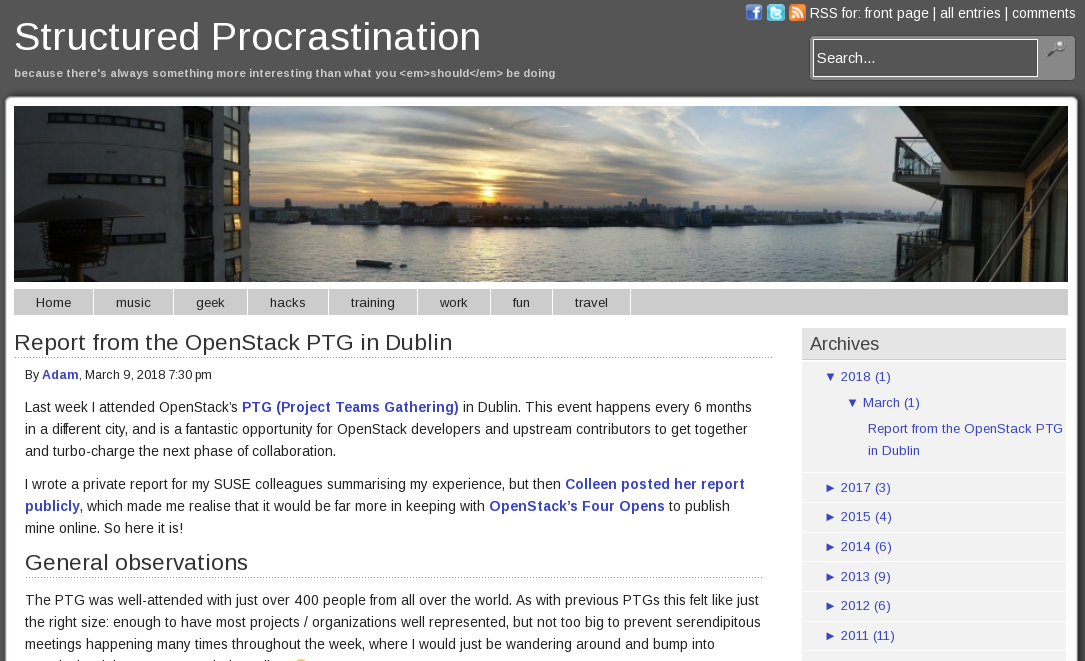 Structured Procrastination
because there's always something more interesting than what you <em>should</em> be doing
RSS for: front page | all entries | comments
Search...
Home music geek hacks training work fun travel
Report from the OpenStack PTG in Dublin
By Adam, March 9, 2018 7:30 pm
Last week I attended OpenStack’s PTG (Project Teams Gathering) in Dublin. This event happens every 6 months
in a different city, and is a fantastic opportunity for OpenStack developers and upstream contributors to get together
and turbo-charge the next phase of collaboration.
I wrote a private report for my SUSE colleagues summarising my experience, but then Colleen posted her report
publicly, which made me realise that it would be far more in keeping with OpenStack’s Four Opens to publish
mine online. So here it is!
General observations
The PTG was well-attended with just over 400 people from all over the world. As with previous PTGs this felt like just
the right size: enough to have most projects / organizations well represented, but not too big to prevent serendipitous
meetings happening many times throughout the week, where I would just be wandering around and bump into
Archives
▼ 2018 (1)
▼ March (1)
Report from the OpenStack PTG
in Dublin
► 2017 (3)
► 2015 (4)
► 2014 (6)
► 2013 (9)
► 2012 (6)
► 2011 (11)